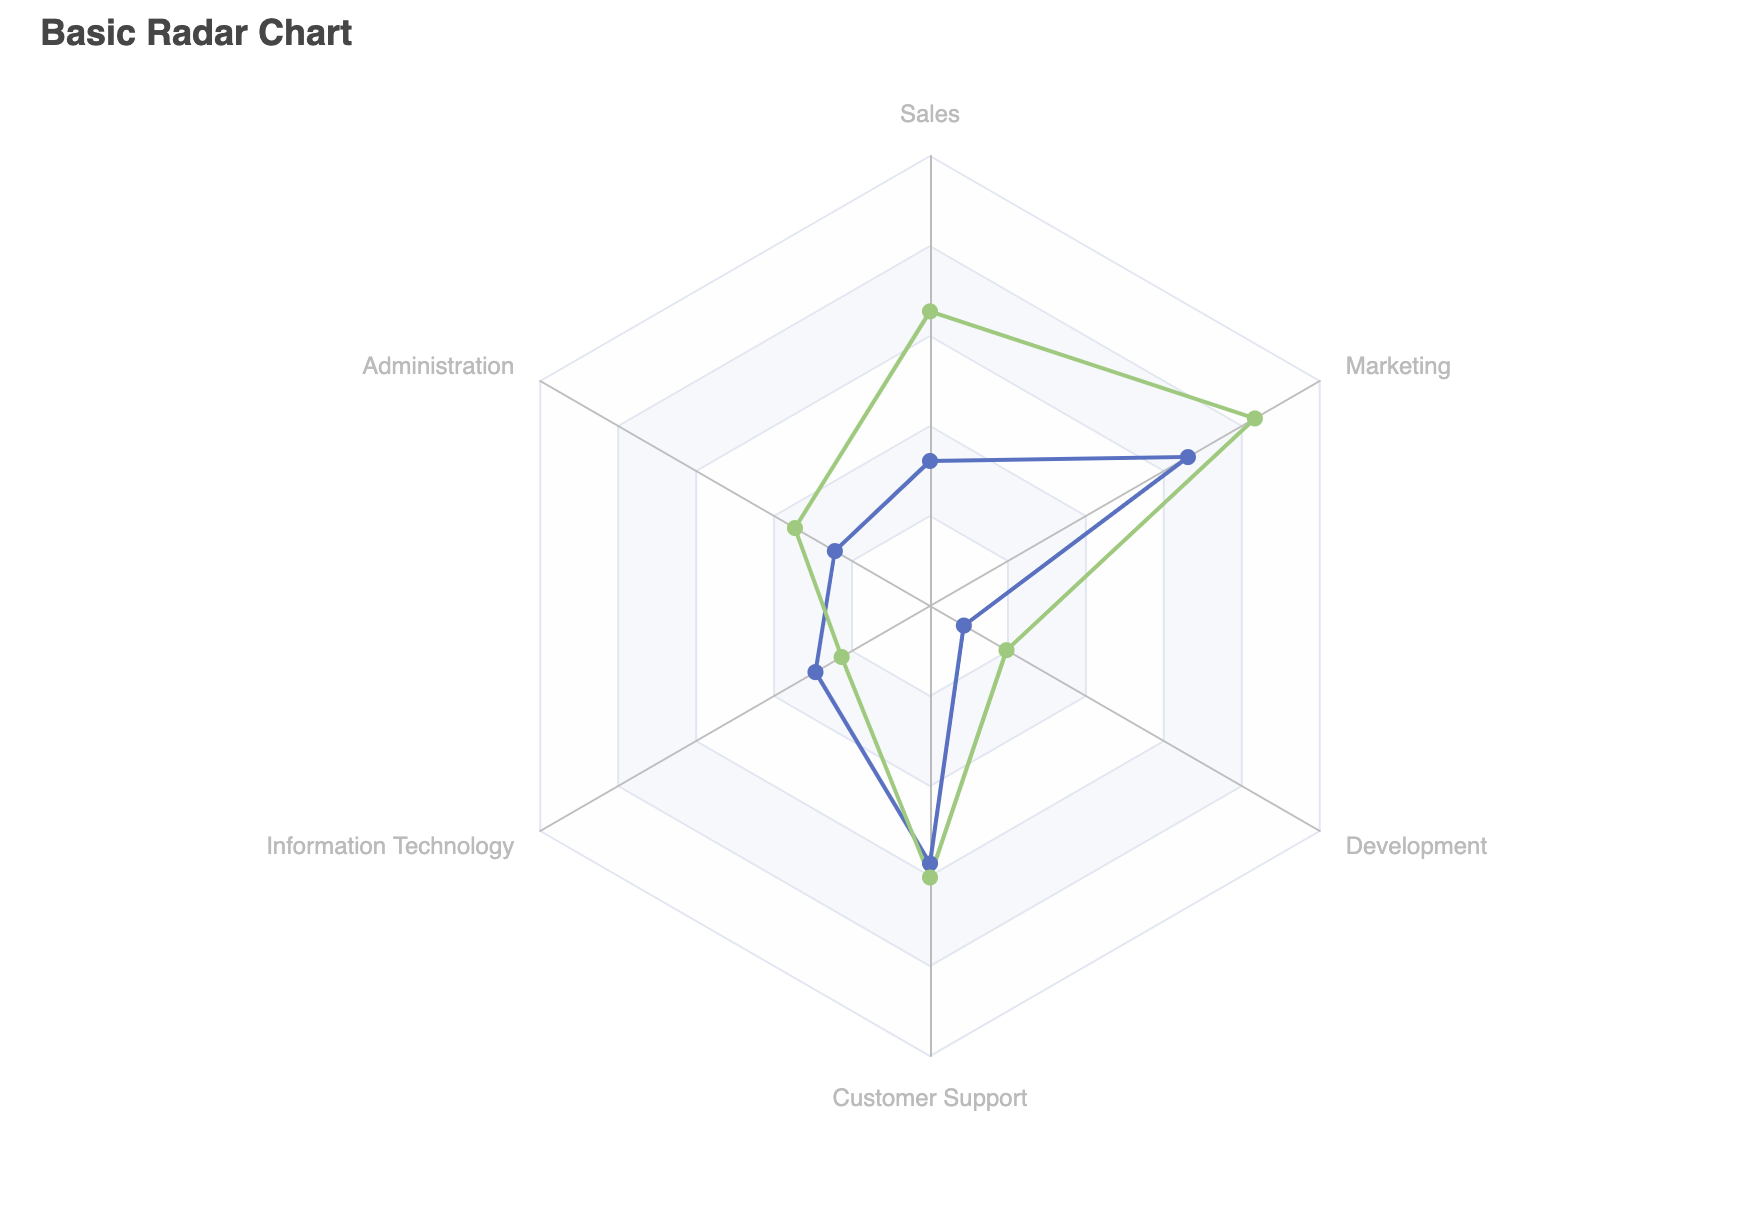 Basic Radar Chart
Sales
Administration
Marketing
Information Technology
Development
Customer Support